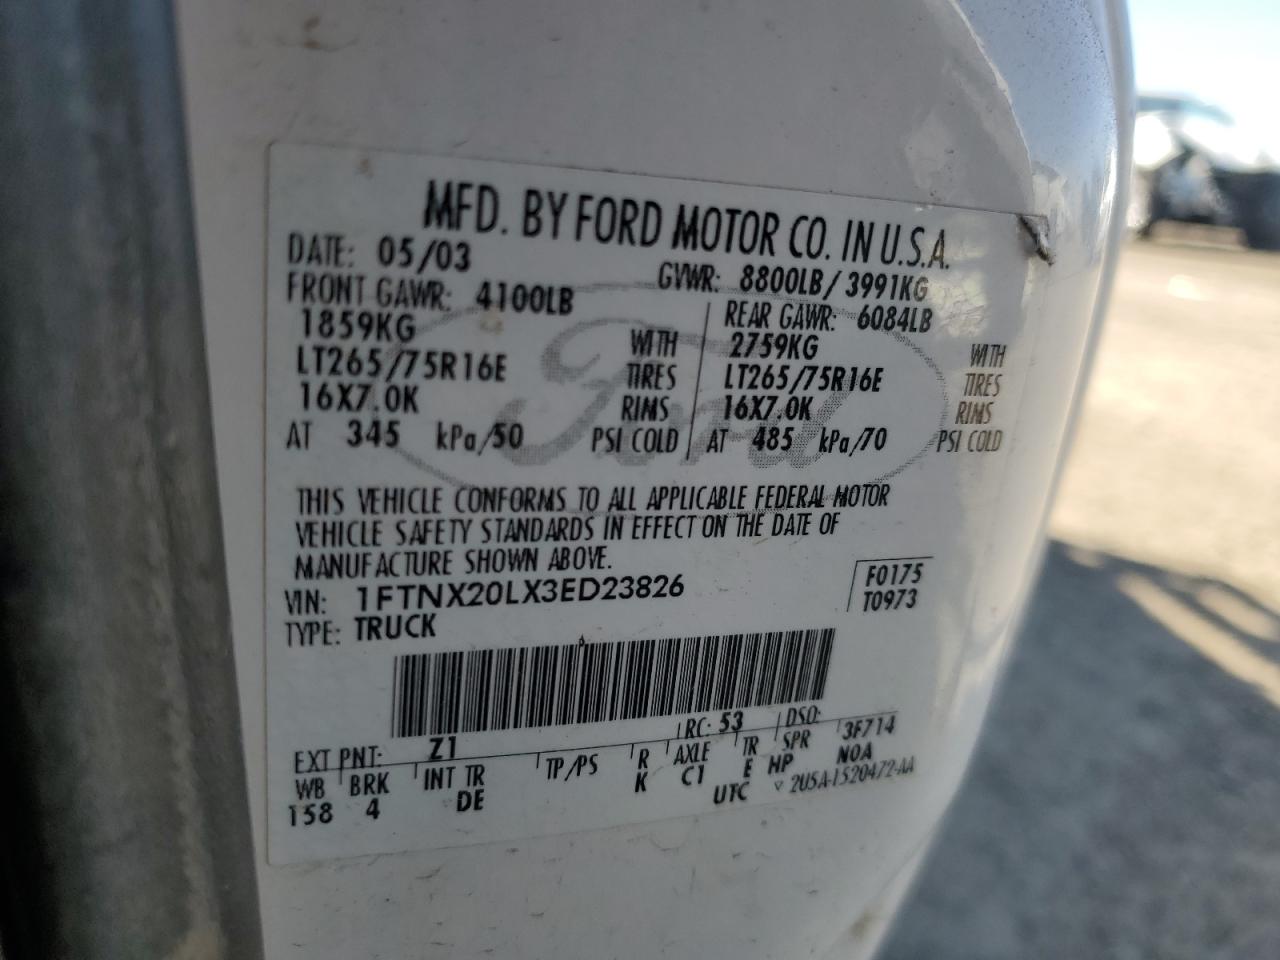 MFD. BY FORD MOTOR CO. IN U.S.A.
DATE: 05/03 GVWR: 8800LB/ 3991KG
FRONT GAWR: 4100LB REAR GAWR: 6084LB
1859KG WITH 2759KG WITH
LT265/75R16E TIRES LT265/75R16E TIRES
16X7.0K RIMS 16X7.0K RIMS
AT 345 kPa/50 PSI COLD AT 485 kPa/70 PSI COLD
Ford
THIS VEHICLE CONFORMS TO ALL APPLICABLE FEDERAL MOTOR
VEHICLE SAFETY STANDARDS IN EFFECT ON THE DATE OF
MANUFACTURE SHOWN ABOVE.
VIN: 1FTNX20LX3ED23826 F0175
TYPE: TRUCK T0973
EXT PNT: Z1 RC: 53 DSO: 3F714
WB BRK INT TR TP/PS R AXLE TR SPR N0A
158 4 DE K C1 E HP
UTC ▽ 2U5A-1520472-AA